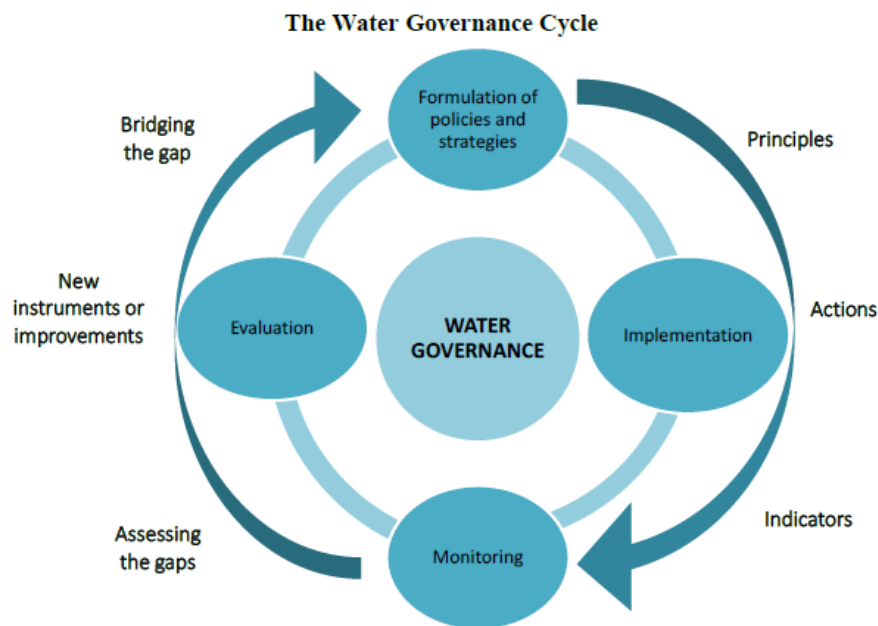 The Water Governance Cycle
Formulation of
policies and
strategies
Bridging
the gap
Principles
New
instruments or
improvements
Evaluation
WATER
GOVERNANCE
Implementation
Actions
Assessing
the gaps
Monitoring
Indicators